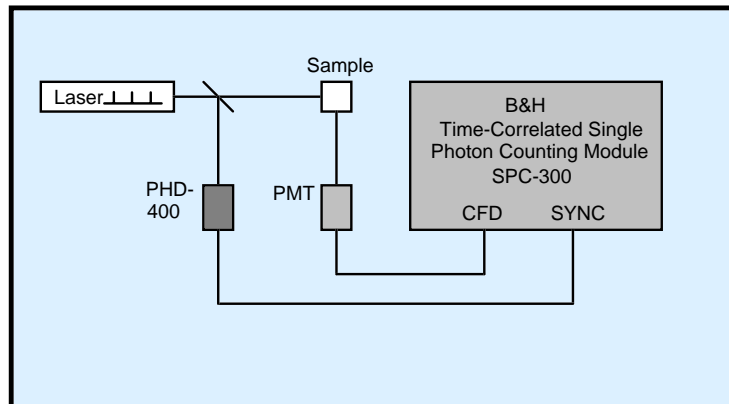 Sample
Laser
B&H
Time-Correlated Single
Photon Counting Module
SPC-300
PHD-
400
PMT
CFD
SYNC